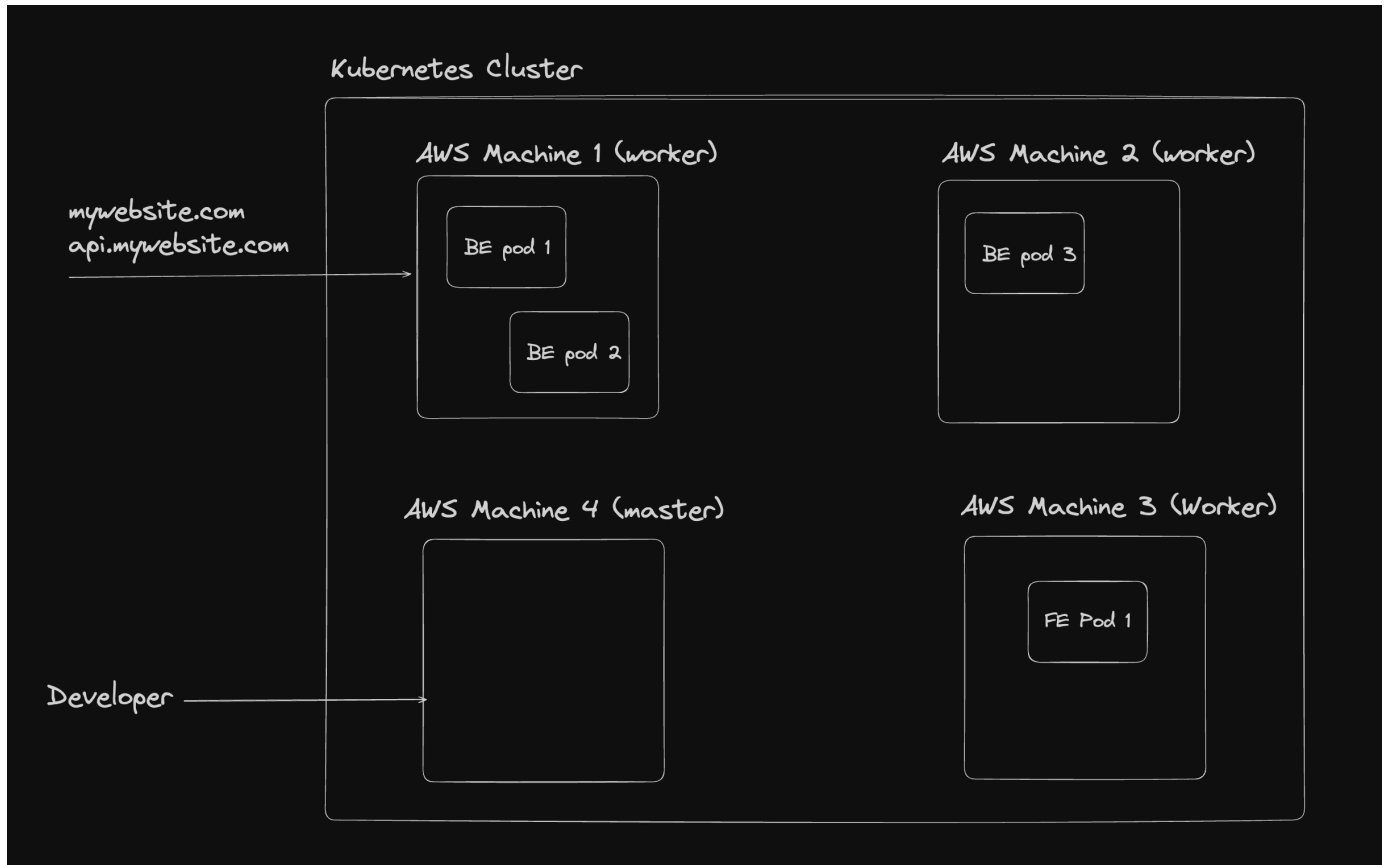 Kubernetes Cluster
AWS Machine 1 (worker)
AWS Machine 2 (worker)
mywebsite.com
api.mywebsite.com
BE pod 1
BE pod 3
BE pod 2
AWS Machine 4 (master)
AWS Machine 3 (Worker)
FE Pod 1
Developer